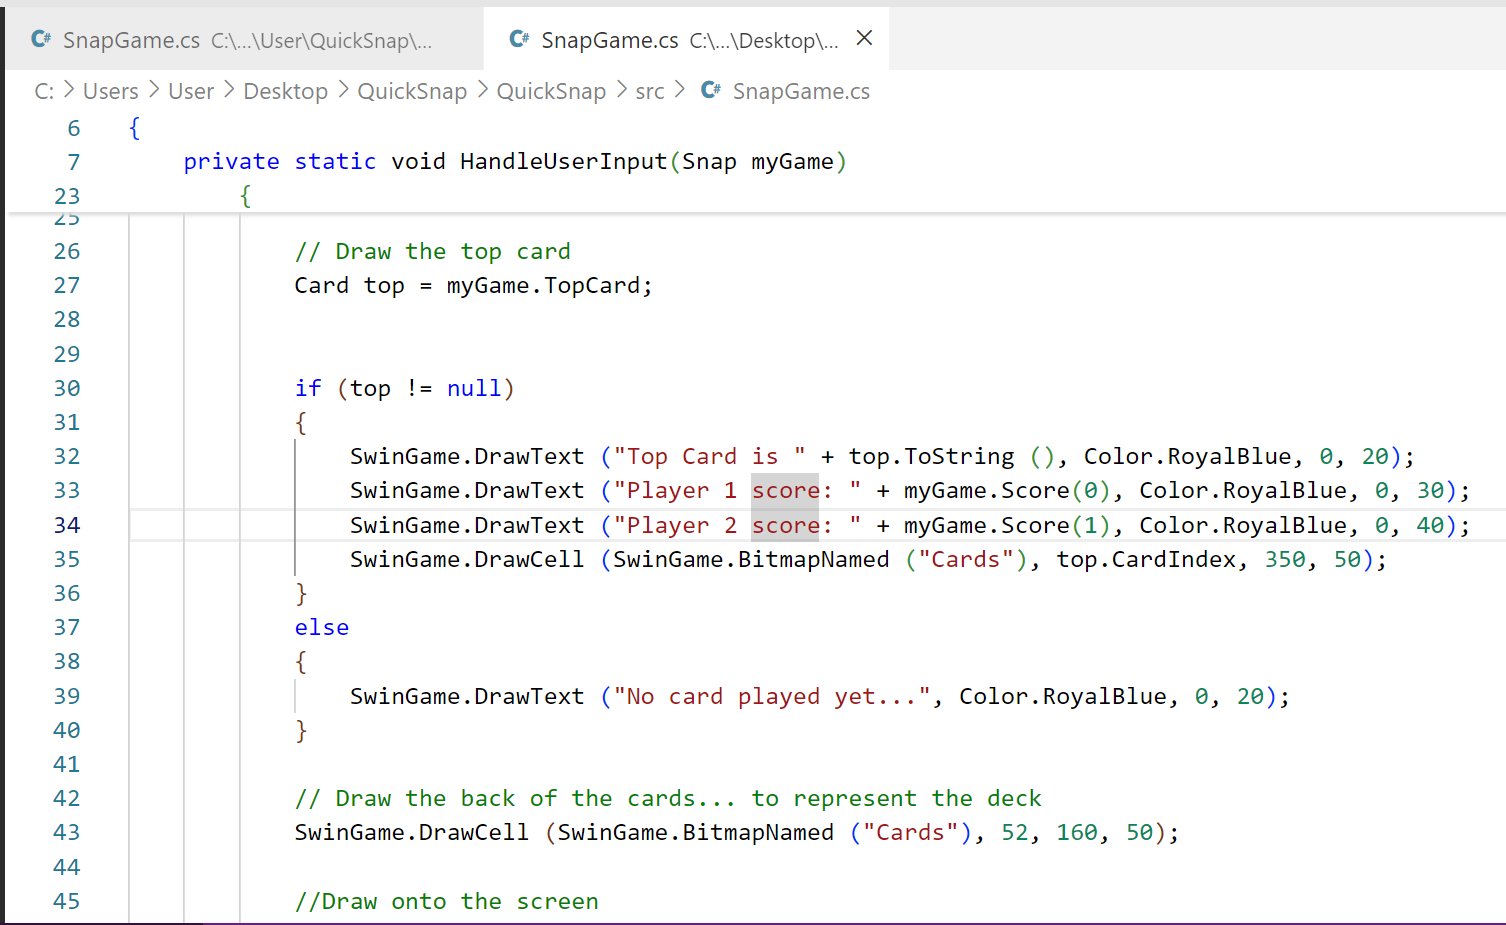 C# SnapGame.cs C:\...\User\QuickSnap\... C# SnapGame.cs C:\...\Desktop\...
C: > Users > User > Desktop > QuickSnap > QuickSnap > src > C# SnapGame.cs
6 {
7 private static void HandleUserInput(Snap myGame)
23 {
25
26 // Draw the top card
27 Card top = myGame.TopCard;
28
29
30 if (top != null)
31 {
32 SwinGame.DrawText ("Top Card is " + top.ToString (), Color.RoyalBlue, 0, 20);
33 SwinGame.DrawText ("Player 1 score: " + myGame.Score(0), Color.RoyalBlue, 0, 30);
34 SwinGame.DrawText ("Player 2 score: " + myGame.Score(1), Color.RoyalBlue, 0, 40);
35 SwinGame.DrawCell (SwinGame.BitmapNamed ("Cards"), top.CardIndex, 350, 50);
36 }
37 else
38 {
39 SwinGame.DrawText ("No card played yet...", Color.RoyalBlue, 0, 20);
40 }
41
42 // Draw the back of the cards... to represent the deck
43 SwinGame.DrawCell (SwinGame.BitmapNamed ("Cards"), 52, 160, 50);
44
45 //Draw onto the screen